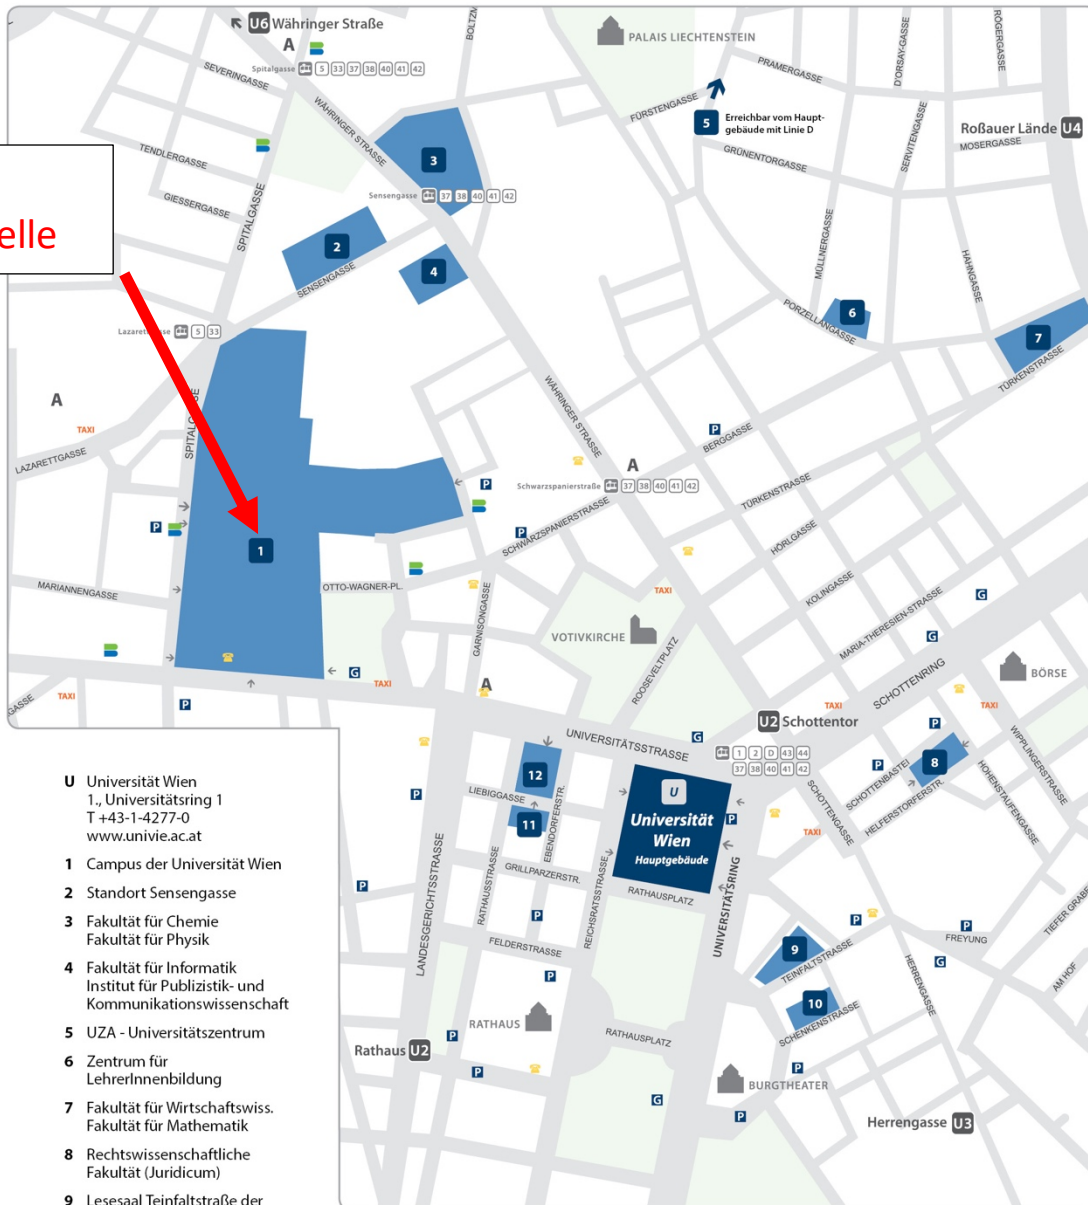 U6 Währinger Straße
A
Spitalgasse 5 33 37 38 40 41 42
SEVERINGASSE
WÄHRINGER STRASSE
PALAIS LIECHTENSTEIN
PRAMERGASSE
D'ORSAY-GASSE
RÖGERGASSE
FÜRSTENGASSE
5 Erreichbar vom Haupt-
gebäude mit Linie D
Roßauer Lände U4
MOSERGASSE
GRÜNENTORGASSE
SERVITENGASSE
TENDLERGASSE
GIESSERGASSE
SPITALGASSE
3
Sensengasse 37 38 40 41 42
elle
2
SENSENGASSE
4
MÜLLNERGASSE
HAHNGASSE
PORZELLANGASSE
6
7
TÜRKENSTRASSE
Lazarettgasse 5 33
A
TAXI
LAZARETTGASSE
SPITALGASSE
WÄHRINGER STRASSE
P
BERGGASSE
A
Schwarzspanierstraße 37 38 40 41 42
P
TÜRKENSTRASSE
SCHWARZSPANIERSTRASSE
P
P
HÖRLGASSE
1
MARIANNENGASSE
OTTO-WAGNER-PL.
GARNISONGASSE
KOLINGASSE
TAXI
G
MARIA-THERESIEN-STRASSE
G
VOTIVKIRCHE
ROOSEVELTPLATZ
SCHOTTENRING
BÖRSE
G
TAXI
A
TAXI
GASSE
P
U2 Schottentor
TAXI
TAXI
P
WIPPLINGERSTRASSE
UNIVERSITÄTSSTRASSE
G
1 2 D 43 44
37 38 40 41 42
P
SCHOTTENBASTEI
8
HOHENSTAUFENGASSE
HELFERSTORFERSTR.
SCHOTTENGASSE
TAXI
12
LIEBIGGASSE
11
EBENDORFERSTR.
P
U
Universität
Wien
Hauptgebäude
P
GRILLPARZERSTR.
RATHAUSSTRASSE
REICHSRATSSTRASSE
RATHAUSPLATZ
UNIVERSITÄTSRING
LANDESGERICHTSSTRASSE
P
P
FELDERSTRASSE
P
P
P
FREYUNG
TIEFER GRABE
9
TEINFALTSTRASSE
G
AM HOF
HERRENGASSE
10
SCHENKENSTRASSE
RATHAUS
RATHAUSPLATZ
P
Rathaus U2
P
P
BURGTHEATER
G
P
Herrengasse U3
U Universität Wien
1., Universitätsring 1
T +43-1-4277-0
www.univie.ac.at
1 Campus der Universität Wien
2 Standort Sensengasse
3 Fakultät für Chemie
Fakultät für Physik
4 Fakultät für Informatik
Institut für Publizistik- und
Kommunikationswissenschaft
5 UZA - Universitätszentrum
6 Zentrum für
LehrerInnenbildung
7 Fakultät für Wirtschaftswiss.
Fakultät für Mathematik
8 Rechtswissenschaftliche
Fakultät (Juridicum)
9 Lesesaal Teinfaltstraße der